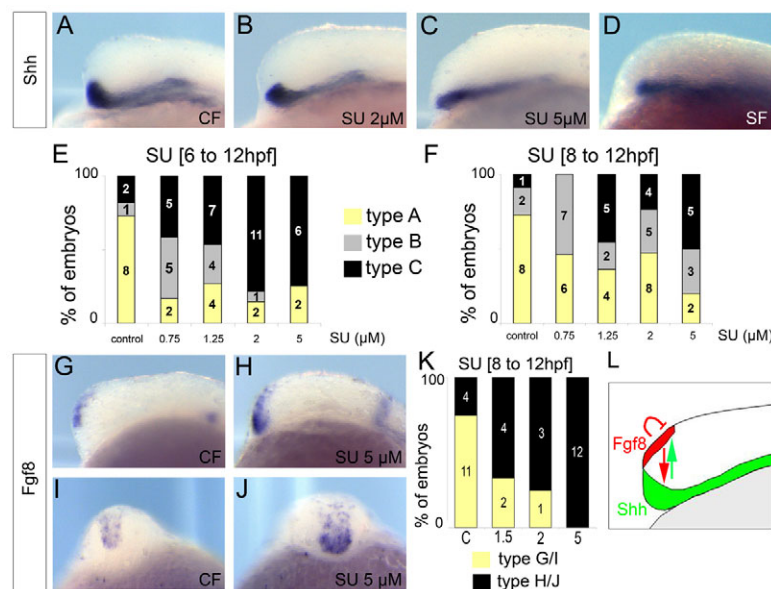 A
B
C
D
Shh
CF
SU 2μM
SU 5μM
SF
E
SU [6 to 12hpf]
% of embryos
100
0
2
1
8
5
5
2
7
4
4
11
1
2
6
2
control
0.75
1.25
2
5
SU (μM)
type A
type B
type C
F
SU [8 to 12hpf]
% of embryos
100
0
1
2
8
7
6
5
2
4
4
5
8
5
3
2
control
0.75
1.25
2
5
SU (μM)
G
H
Fgf8
CF
SU 5 μM
I
J
CF
SU 5 μM
K
SU [8 to 12hpf]
% of embryos
100
0
4
11
4
2
3
1
12
C
1.5
2
5
type G/I
type H/J
L
Fgf8
Shh